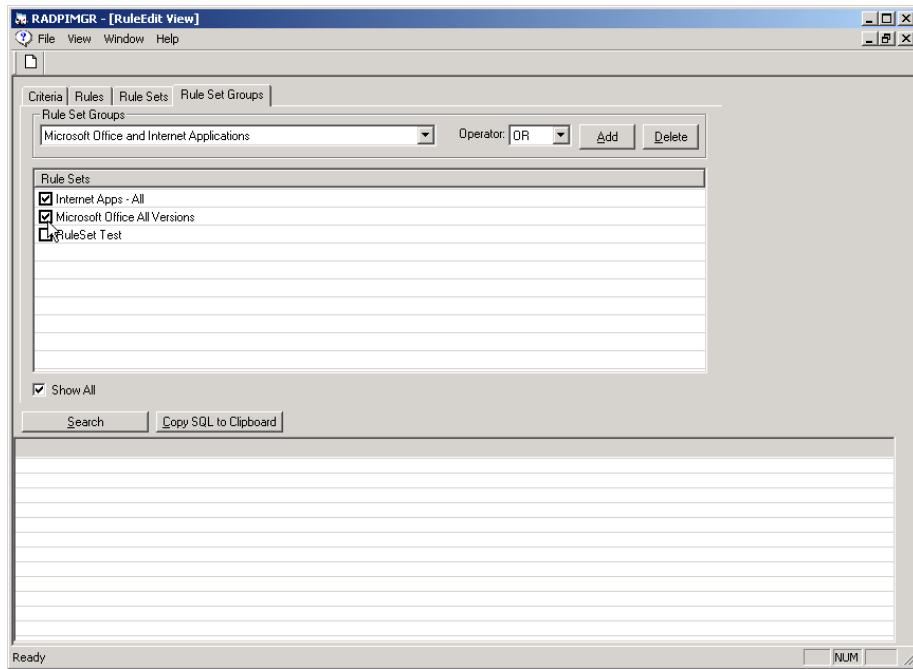 RADPIMGR - [RuleEdit View]
File View Window Help
Criteria Rules Rule Sets Rule Set Groups
Rule Set Groups
Microsoft Office and Internet Applications Operator: OR Add Delete
Rule Sets
Internet Apps - All
Microsoft Office All Versions
RuleSet Test
Show All
Search Copy SQL to Clipboard
Ready NUM